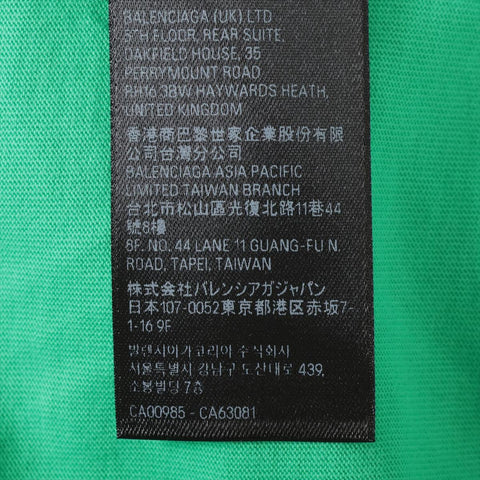 BALENCIAGA (UK) LTD
5TH FLOOR, REAR SUITE,
OAKFIELD HOUSE, 35
PERRYMOUNT ROAD
RH16 3BW HAYWARDS HEATH,
UNITED KINGDOM
香港商巴黎世家企業股份有限
公司台灣分公司
BALENCIAGA ASIA PACIFIC
LIMITED TAIWAN BRANCH
台北市松山區光復北路11巷44
號8樓
8F. NO. 44 LANE 11 GUANG-FU N.
ROAD, TAPEI, TAIWAN
株式会社バレンシアガジャパン
日本107-0052東京都港区赤坂7-
1-16 9F
발렌시아가코리아 주식회사
서울특별시 강남구 도산대로 439,
소봉빌딩 7층
CA00985 - CA63081